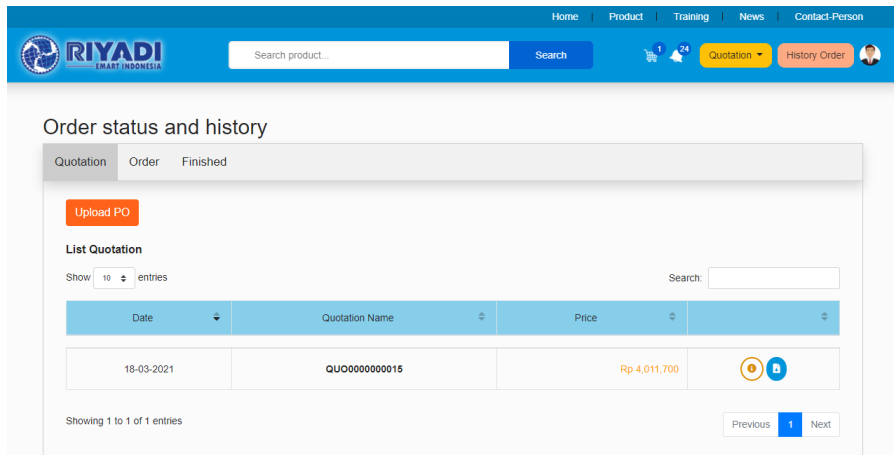 Home | Product | Training | News | Contact-Person
RIYADI
EMART INDONESIA
Search product...
Search
1
24
Quotation
History Order
Order status and history
Quotation Order Finished
Upload PO
List Quotation
Show 10 entries
Search:
Date Quotation Name Price
18-03-2021 QUO0000000015 Rp 4,011,700
Showing 1 to 1 of 1 entries
Previous 1 Next